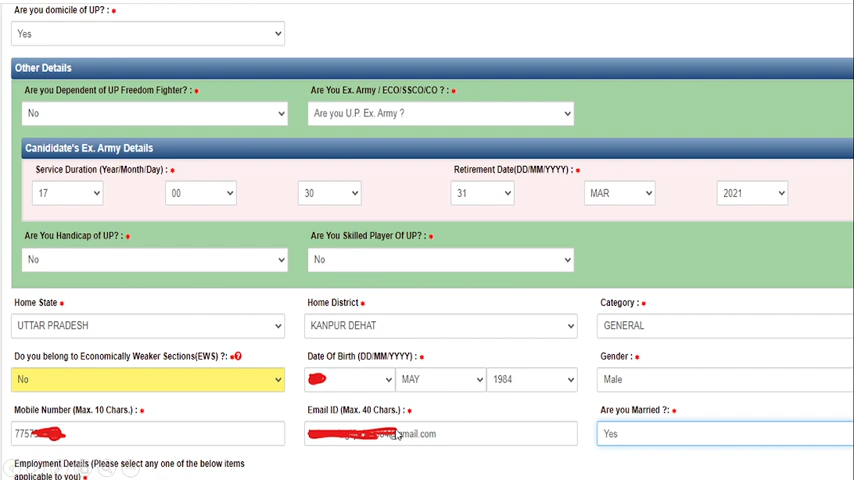 Are you domicile of UP? : *
Yes
Other Details
Are you Dependent of UP Freedom Fighter? : *
Are You Ex. Army / ECO/SSCO/CO ? : *
No
Are you U.P. Ex. Army ?
Canididate's Ex. Army Details
Service Duration (Year/Month/Day) : *
Retirement Date(DD/MM/YYYY) : *
17
00
30
31
MAR
2021
Are You Handicap of UP? : *
Are You Skilled Player Of UP? : *
No
No
Home State *
Home District *
Category : *
UTTAR PRADESH
KANPUR DEHAT
GENERAL
Do you belong to Economically Weaker Sections(EWS) ?: *
Date Of Birth (DD/MM/YYYY) : *
Gender : *
No
MAY
1984
Male
Mobile Number (Max. 10 Chars.) : *
Email ID (Max. 40 Chars.) : *
Are you Married ?: *
Yes
Employment Details (Please select any one of the below items
applicable to you) *